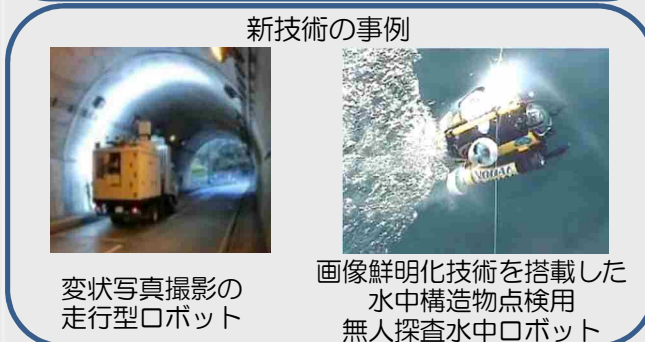 新技術の事例
変状写真撮影の
走行型ロボット
画像鮮明化技術を搭載した
水中構造物点検用
無人探査水中ロボット